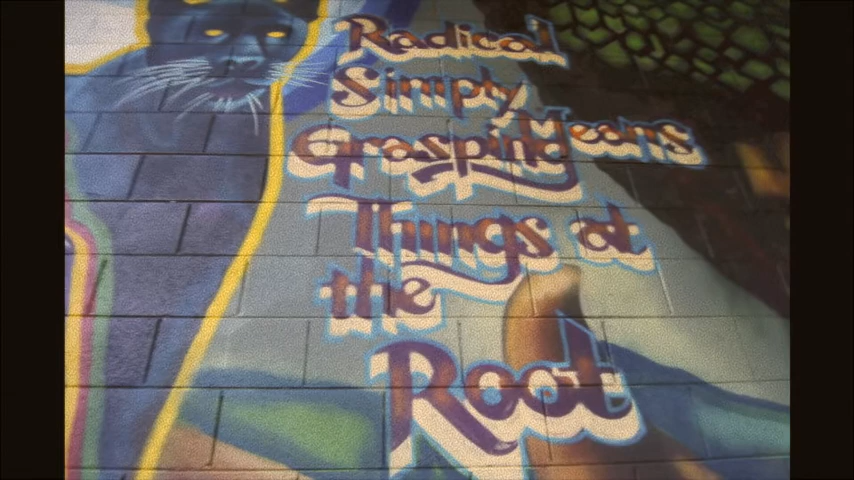 Radical
Simply Means
Grasping
Things at
the
Root